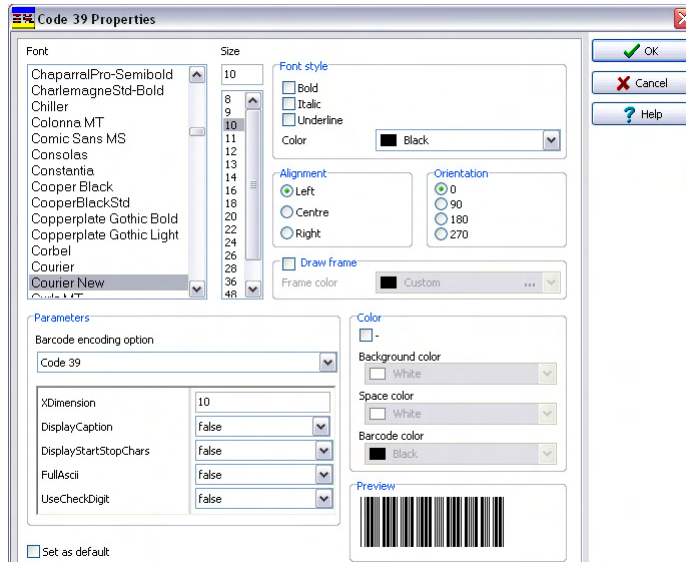 Code 39 Properties
Font
ChaparralPro-Semibold
CharlemagneStd-Bold
Chiller
Colonna MT
Comic Sans MS
Consolas
Constantia
Cooper Black
CooperBlackStd
Copperplate Gothic Bold
Copperplate Gothic Light
Corbel
Courier
Courier New
Curlz MT
Size
10
8
9
10
11
12
13
14
16
18
20
22
24
26
28
36
48
Font style
Bold
Italic
Underline
Color
Black
Alignment
Left
Centre
Right
Orientation
0
90
180
270
Draw frame
Frame color
Custom
...
OK
Cancel
? Help
Parameters
Barcode encoding option
Code 39
XDimension
10
DisplayCaption
false
DisplayStartStopChars
false
FullAscii
false
UseCheckDigit
false
Color
-
Background color
White
Space color
White
Barcode color
Black
Preview
Set as default